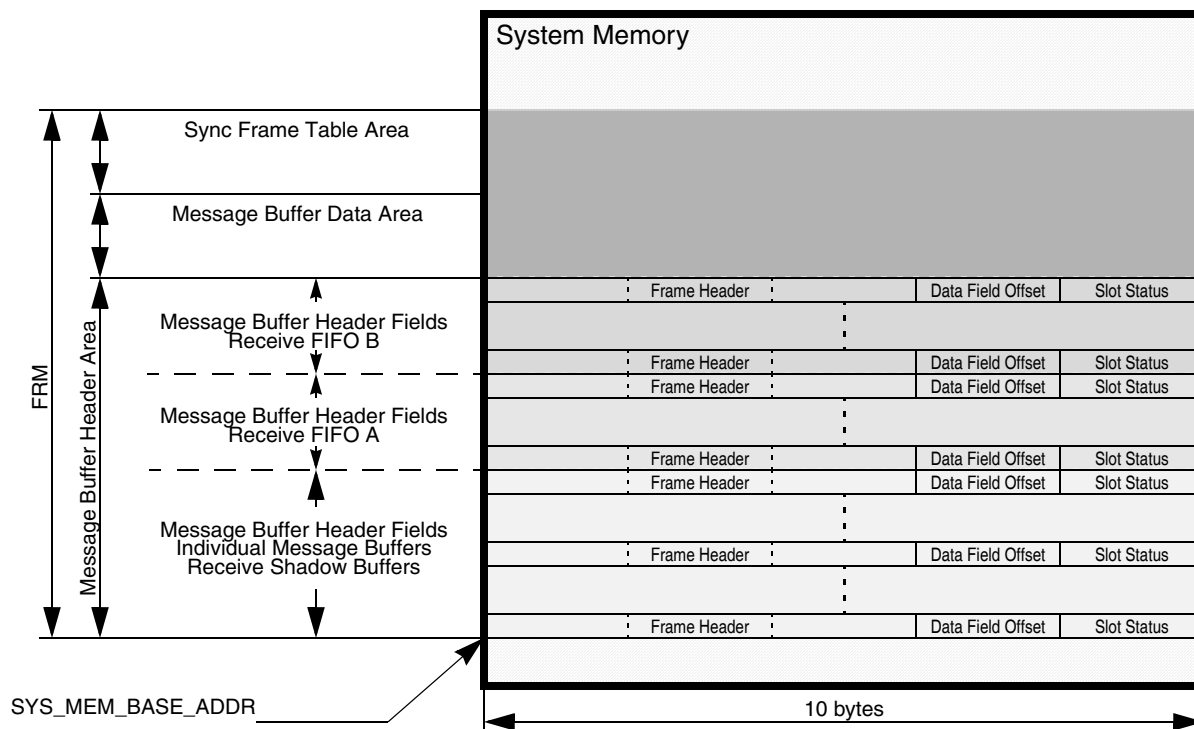 System Memory
Sync Frame Table Area
Message Buffer Data Area
FRM
Message Buffer Header Area
Message Buffer Header Fields
Receive FIFO B
Message Buffer Header Fields
Receive FIFO A
Message Buffer Header Fields
Individual Message Buffers
Receive Shadow Buffers
Frame Header Data Field Offset Slot Status
Frame Header Data Field Offset Slot Status
Frame Header Data Field Offset Slot Status
Frame Header Data Field Offset Slot Status
Frame Header Data Field Offset Slot Status
Frame Header Data Field Offset Slot Status
Frame Header Data Field Offset Slot Status
SYS_MEM_BASE_ADDR
10 bytes